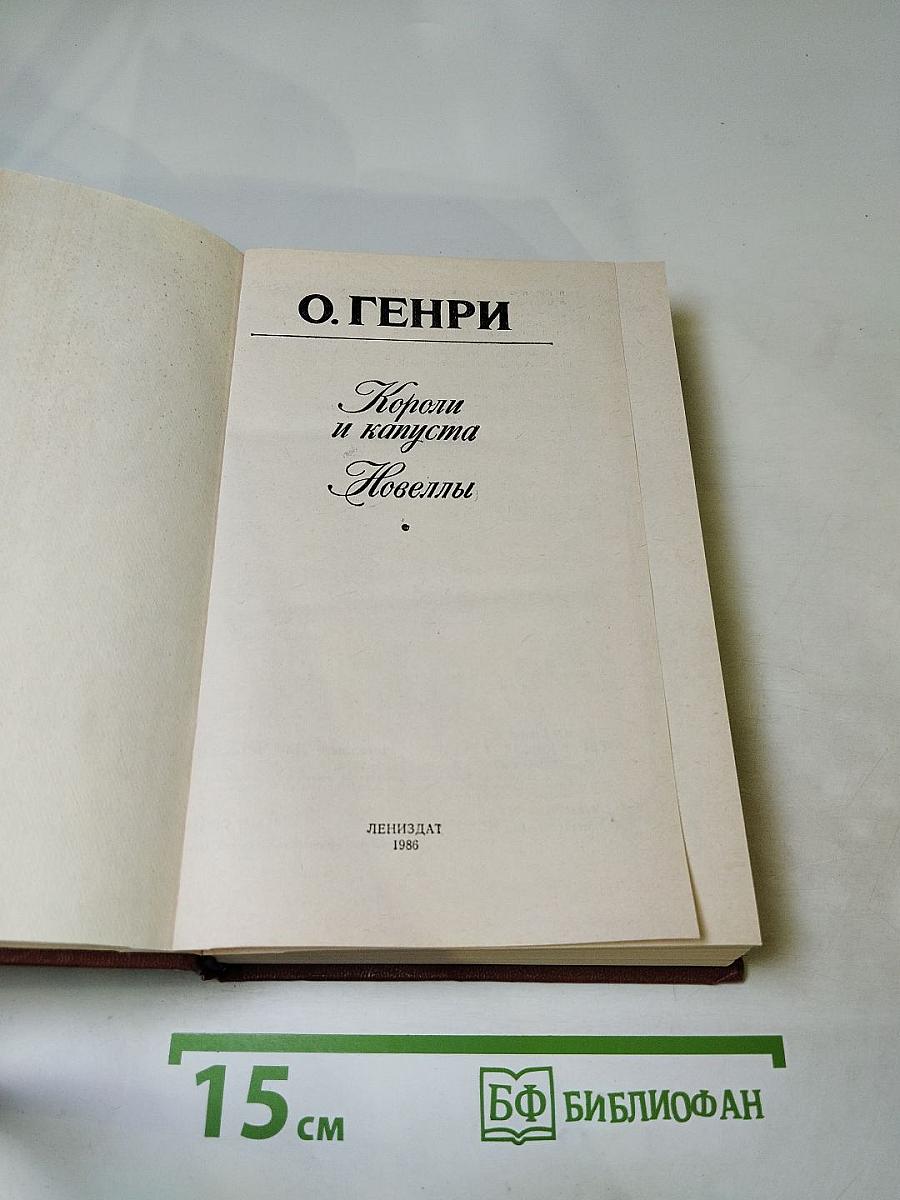 О. ГЕНРИ
Короли
и капуста
Новеллы
ЛЕНИЗДАТ
1986
15 см
БФ БИБЛИОФАН